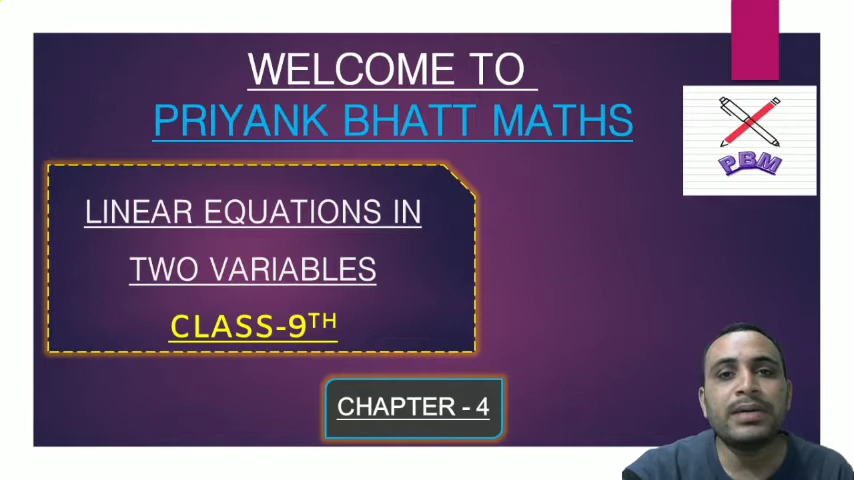 WELCOME TO
PRIYANK BHATT MATHS
PBM
LINEAR EQUATIONS IN
TWO VARIABLES
CLASS-9TH
CHAPTER - 4